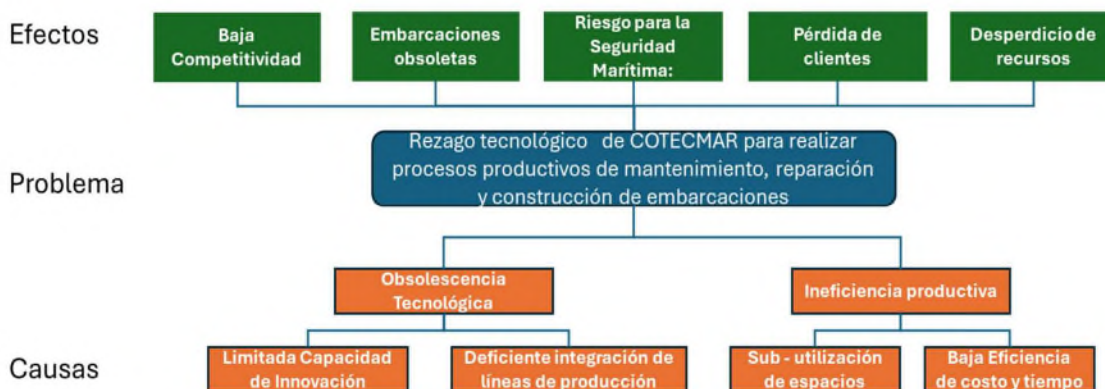 Efectos
Baja
Competitividad
Embarcaciones
obsoletas
Riesgo para la
Seguridad
Marítima:
Pérdida de
clientes
Desperdicio de
recursos
Problema
Rezago tecnológico de COTECMAR para realizar
procesos productivos de mantenimiento, reparación
y construcción de embarcaciones
Obsolescencia
Tecnológica
Ineficiencia productiva
Causas
Limitada Capacidad
de Innovación
Deficiente integración de
líneas de producción
Sub - utilización
de espacios
Baja Eficiencia
de costo y tiempo